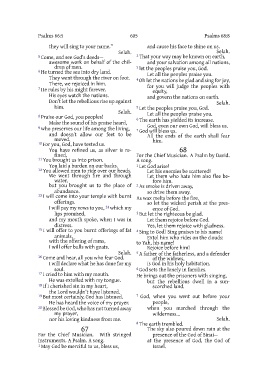 Psalms 66:5
685
Psalms 68:8
they will sing to your name.”
Selah.
5 Come, and see God’s deeds—
awesome work on behalf of the chil-
dren of men.
6 He turned the sea into dry land.
They went through the river on foot.
There, we rejoiced in him.
7 He rules by his might forever.
His eyes watch the nations.
Don’t let the rebellious rise up against
him.
Selah.
8 Praise our God, you peoples!
Make the sound of his praise heard,
9 who preserves our life among the living,
and doesn’t allow our feet to be
moved.
10 For you, God, have tested us.
You have refined us, as silver is re-
fined.
11 You brought us into prison.
You laid a burden on our backs.
12 You allowed men to ride over our heads.
We went through fire and through
water,
but you brought us to the place of
abundance.
13 I will come into your temple with burnt
offerings.
I will pay my vows to you, 14 which my
lips promised,
and my mouth spoke, when I was in
distress.
15 I will offer to you burnt offerings of fat
animals,
with the offering of rams,
I will offer bulls with goats.
Selah.
16 Come and hear, all you who fear God.
I will declare what he has done for my
soul.
17 I cried to him with my mouth.
He was extolled with my tongue.
18 If I cherished sin in my heart,
the Lord wouldn’t have listened.
19 But most certainly, God has listened.
He has heard the voice of my prayer.
20 Blessed be God, who has not turned away
my prayer,
nor his loving kindness from me.
67
For the Chief Musician. With stringed
instruments. A Psalm. A song.
1 May God be merciful to us, bless us,
and cause his face to shine on us.
Selah.
2 That your way may be known on earth,
and your salvation among all nations,
3 let the peoples praise you, God.
Let all the peoples praise you.
4 Oh let the nations be glad and sing for joy,
for you will judge the peoples with
equity,
and govern the nations on earth.
Selah.
5 Let the peoples praise you, God.
Let all the peoples praise you.
6 The earth has yielded its increase.
God, even our own God, will bless us.
7 God will bless us.
All the ends of the earth shall fear
him.
68
For the Chief Musician. A Psalm by David.
A song.
1 Let God arise!
Let his enemies be scattered!
Let them who hate him also flee be-
fore him.
2 As smoke is driven away,
so drive them away.
As wax melts before the fire,
so let the wicked perish at the pres-
ence of God.
3 But let the righteous be glad.
Let them rejoice before God.
Yes, let them rejoice with gladness.
4 Sing to God! Sing praises to his name!
Extol him who rides on the clouds:
to Yah, his name!
Rejoice before him!
5 A father of the fatherless, and a defender
of the widows,
is God in his holy habitation.
6 God sets the lonely in families.
He brings out the prisoners with singing,
but the rebellious dwell in a sun-
scorched land.
7 God, when you went out before your
people,
when you marched through the
wilderness...
Selah.
8 The earth trembled.
The sky also poured down rain at the
presence of the God of Sinai—
at the presence of God, the God of
Israel.